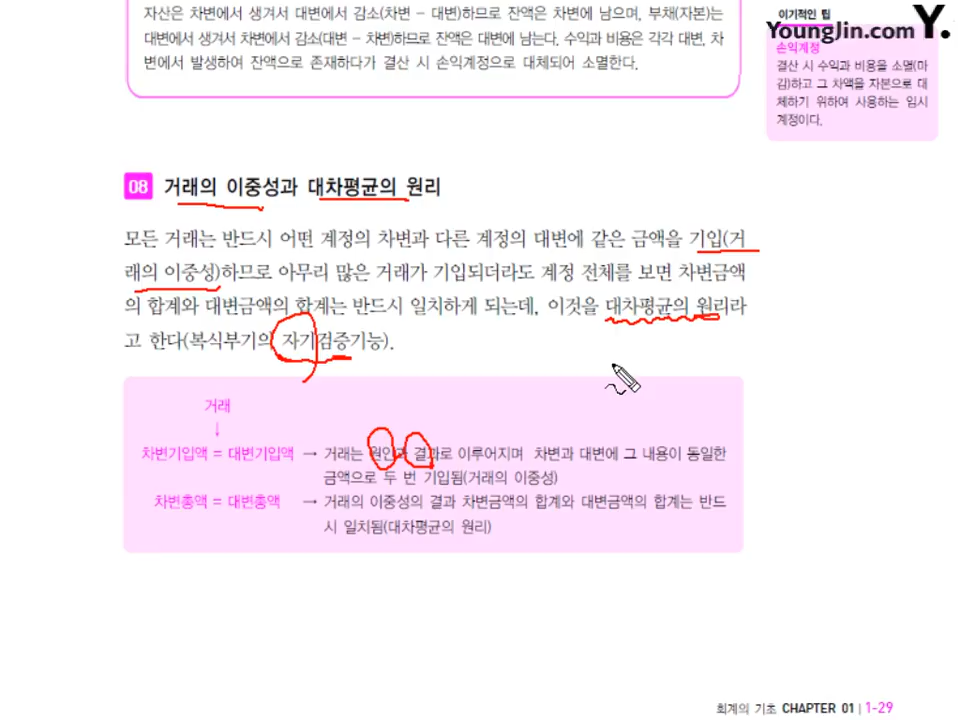 자산은 차변에서 생겨서 대변에서 감소(차변 - 대변)하므로 잔액은 차변에 남으며, 부채(자본)는
대변에서 생겨서 차변에서 감소(대변 - 차변)하므로 잔액은 대변에 남는다. 수익과 비용은 각각 대변, 차
변에서 발생하여 잔액으로 존재하다가 결산 시 손익계정으로 대체되어 소멸한다.
이기적인 팁
YoungJin.com Y.
손익계정
결산 시 수익과 비용을 소멸(마
감)하고 그 차액을 자본으로 대
체하기 위하여 사용하는 임시
계정이다.
08 거래의 이중성과 대차평균의 원리
모든 거래는 반드시 어떤 계정의 차변과 다른 계정의 대변에 같은 금액을 기입(거
래의 이중성)하므로 아무리 많은 거래가 기입되더라도 계정 전체를 보면 차변금액
의 합계와 대변금액의 합계는 반드시 일치하게 되는데, 이것을 대차평균의 원리라
고 한다(복식부기의 자기검증기능).
거래
↓
차변기입액 = 대변기입액 → 거래는 원인과 결과로 이루어지며 차변과 대변에 그 내용이 동일한
금액으로 두 번 기입됨(거래의 이중성)
차변총액 = 대변총액 → 거래의 이중성의 결과 차변금액의 합계와 대변금액의 합계는 반드
시 일치됨(대차평균의 원리)
회계의 기초 CHAPTER 01 | 1-29